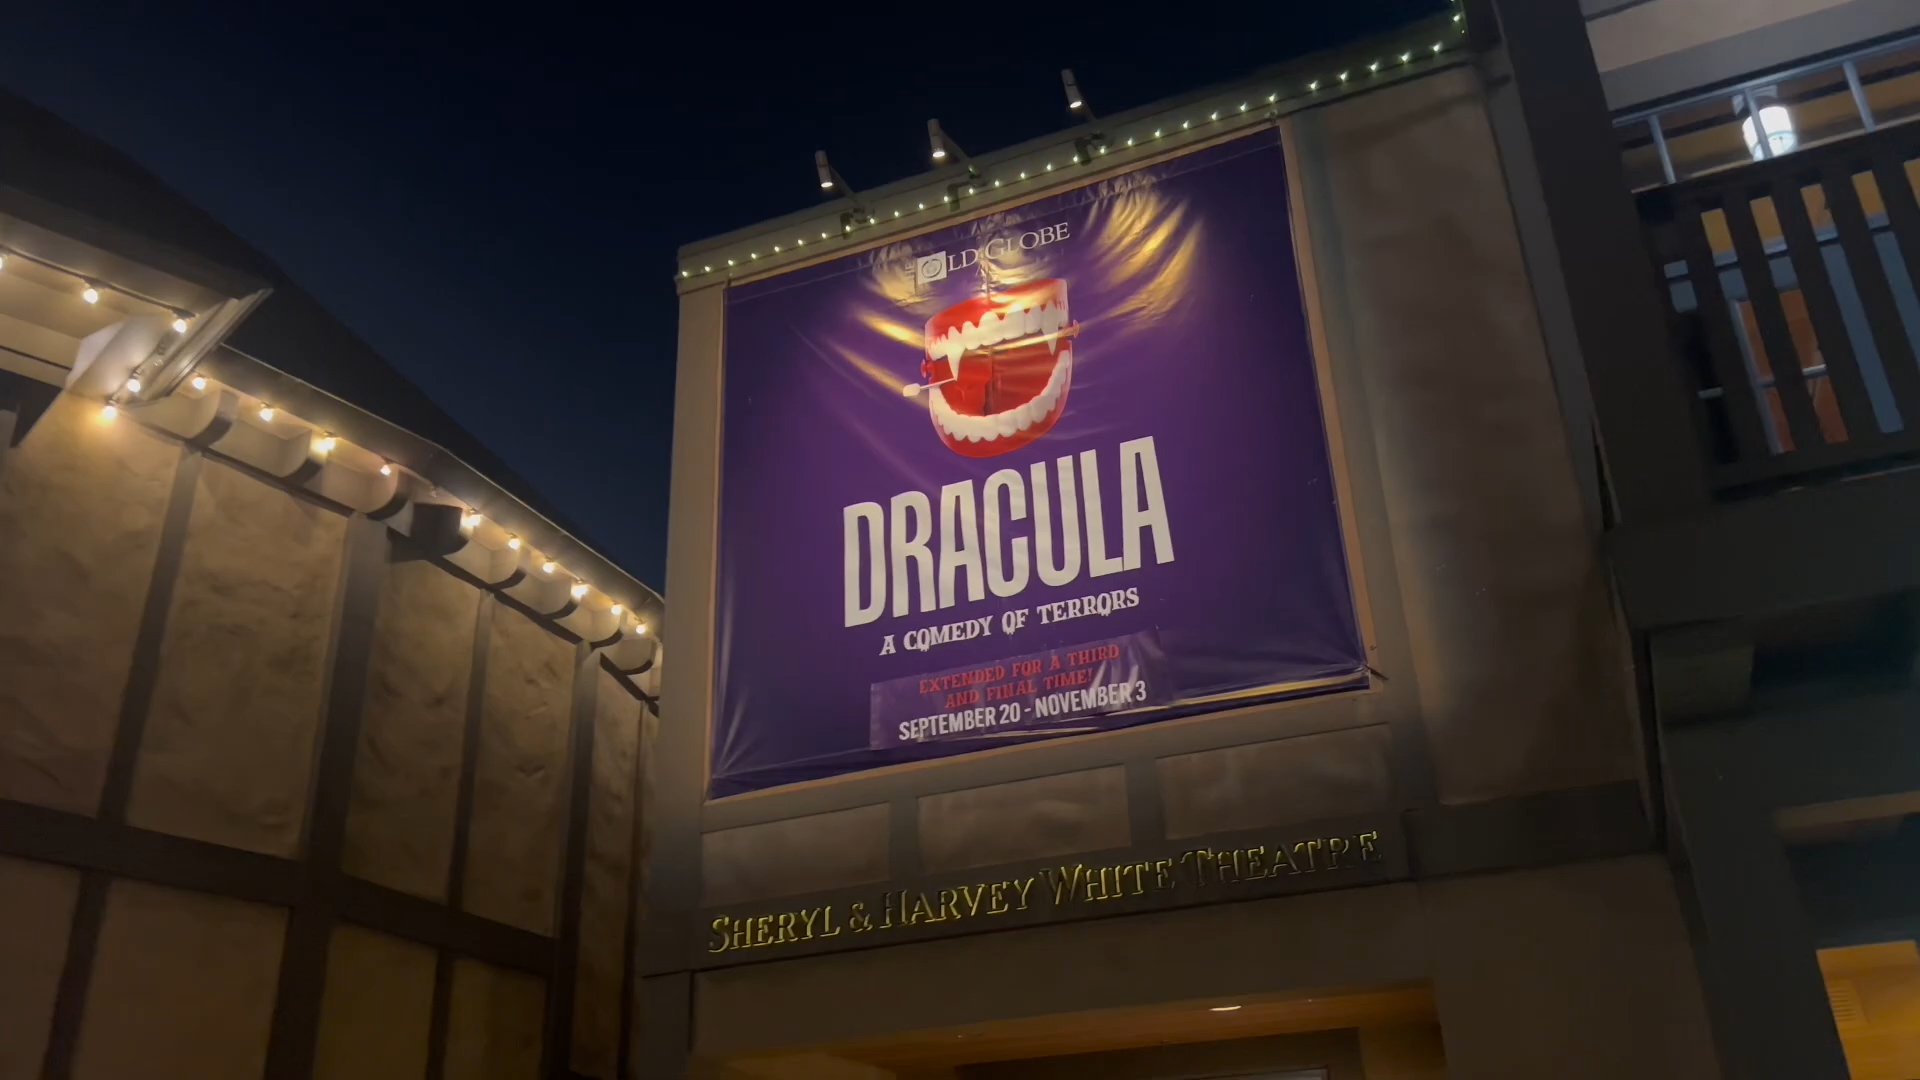 THE OLD GLOBE
DRACULA
A COMEDY OF TERRORS
EXTENDED FOR A THIRD
AND FINAL TIME!
SEPTEMBER 20 - NOVEMBER 3
SHERYL & HARVEY WHITE THEATRE